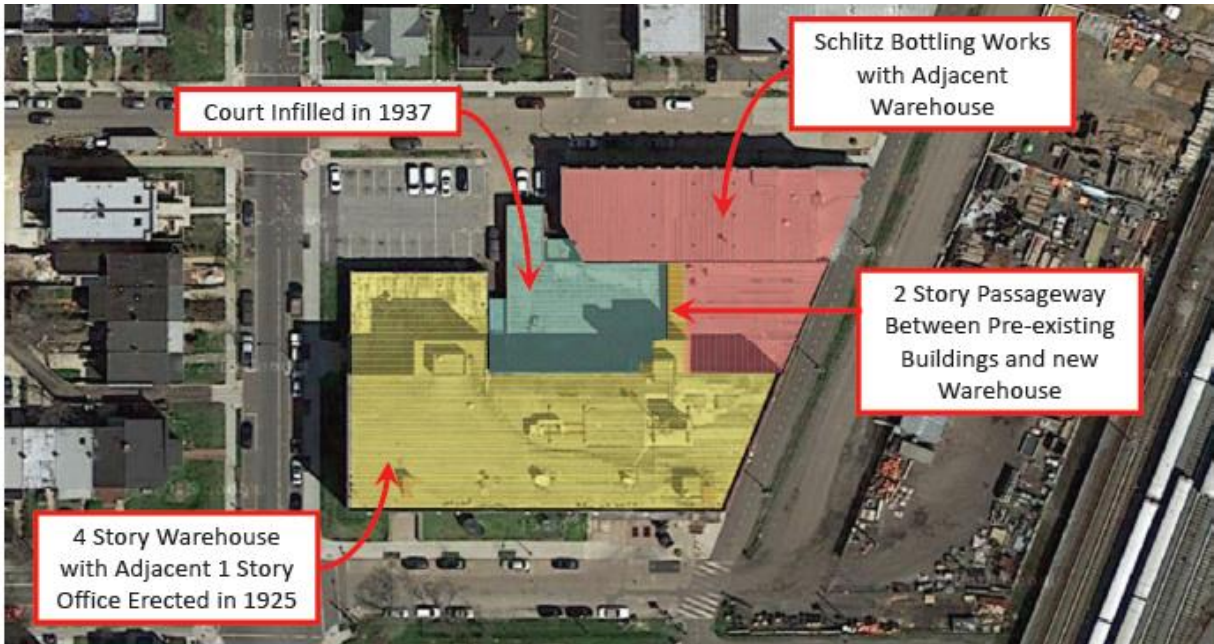 Schlitz Bottling Works
with Adjacent
Warehouse
Court Infilled in 1937
2 Story Passageway
Between Pre-existing
Buildings and new
Warehouse
4 Story Warehouse
with Adjacent 1 Story
Office Erected in 1925